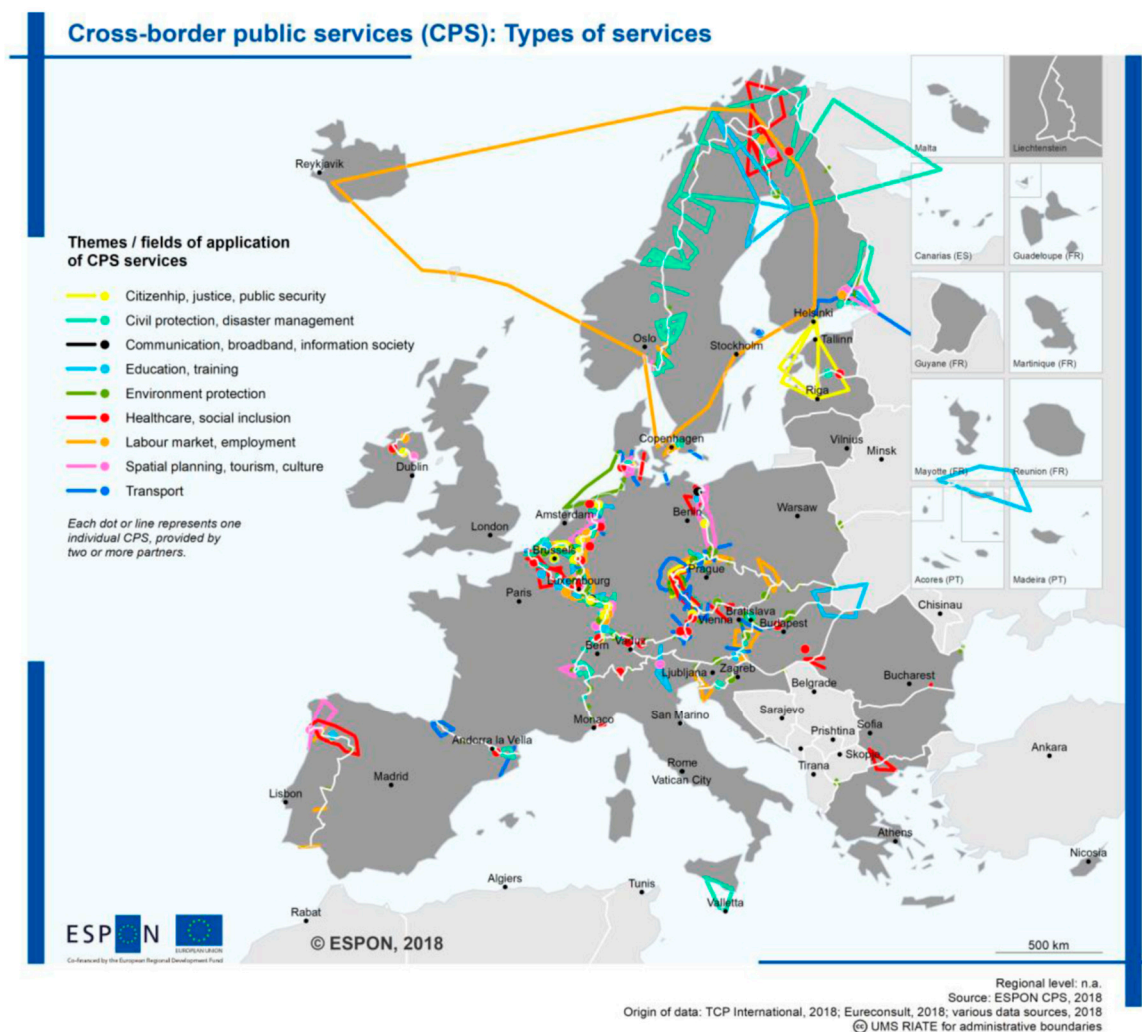 Cross-border public services (CPS): Types of services
Malta
Liechtenstein
Canarias (ES)
Guadeloupe (FR)
Guyane (FR)
Martinique (FR)
Mayotte (FR)
Reunion (FR)
Acores (PT)
Madeira (PT)
Themes / fields of application
of CPS services
Citizenhip, justice, public security
Civil protection, disaster management
Communication, broadband, information society
Education, training
Environment protection
Healthcare, social inclusion
Labour market, employment
Spatial planning, tourism, culture
Transport
Each dot or line represents one
individual CPS, provided by
two or more partners.
Reykjavik
Oslo
Stockholm
Helsinki
Tallinn
Riga
Copenhagen
Vilnius
Minsk
Dublin
London
Amsterdam
Berlin
Warsaw
Brussels
Luxembourg
Paris
Prague
Bratislava
Vienna
Budapest
Chisinau
Bern
Vaduz
Ljubljana
Zagreb
Belgrade
Bucharest
Monaco
San Marino
Sarajevo
Prishtina
Sofia
Skopje
Tirana
Andorra la Vella
Madrid
Lisbon
Rome
Vatican City
Ankara
Athens
Nicosia
Algiers
Tunis
Valletta
Rabat
ESPON
EUROPEAN UNION
Co-financed by the European Regional Development Fund
© ESPON, 2018
500 km
Regional level: n.a.
Source: ESPON CPS, 2018
Origin of data: TCP International, 2018; Eureconsult, 2018; various data sources, 2018
(cc) UMS RIATE for administrative boundaries